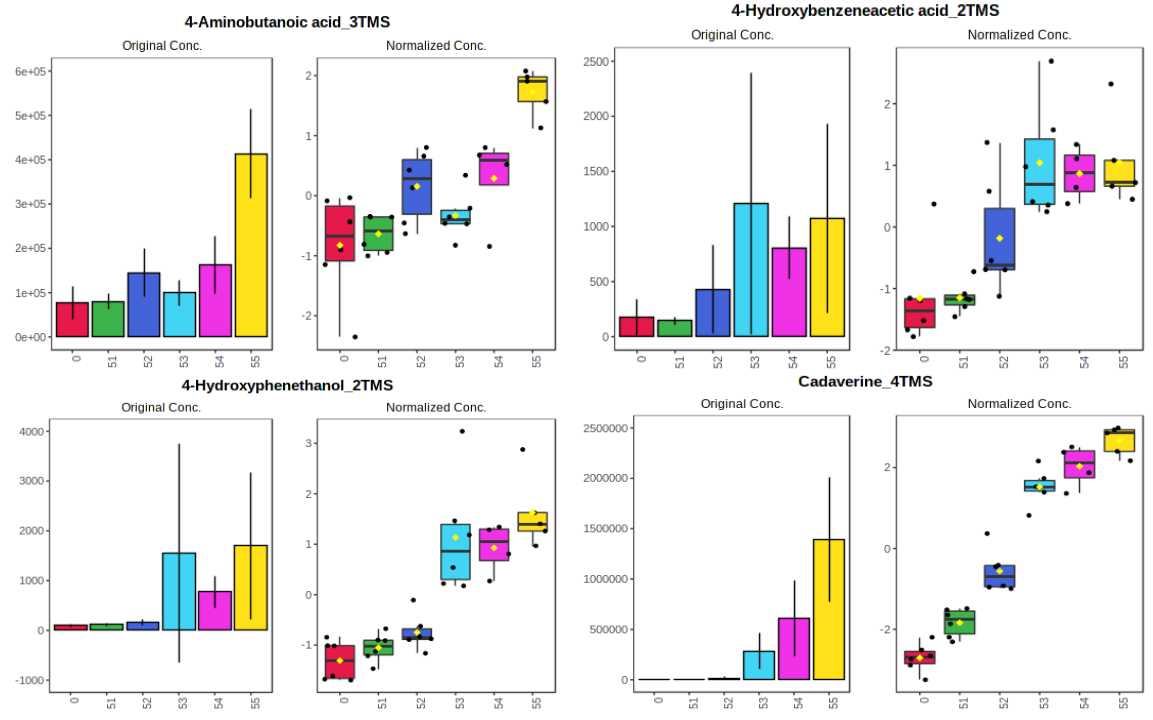 4-Aminobutanoic acid_3TMS
Original Conc.
Normalized Conc.
6e+05
5e+05
4e+05
3e+05
2e+05
1e+05
0e+00
2
1
0
-1
-2
0 51 52 53 54 55
0 51 52 53 54 55
4-Hydroxybenzeneacetic acid_2TMS
Original Conc.
Normalized Conc.
2500
2000
1500
1000
500
0
2
1
0
-1
-2
0 51 52 53 54 55
0 51 52 53 54 55
4-Hydroxyphenethanol_2TMS
Original Conc.
Normalized Conc.
4000
3000
2000
1000
0
-1000
3
2
1
0
-1
0 51 52 53 54 55
0 51 52 53 54 55
Cadaverine_4TMS
Original Conc.
Normalized Conc.
2500000
2000000
1500000
1000000
500000
0
2
0
-2
0 51 52 53 54 55
0 51 52 53 54 55